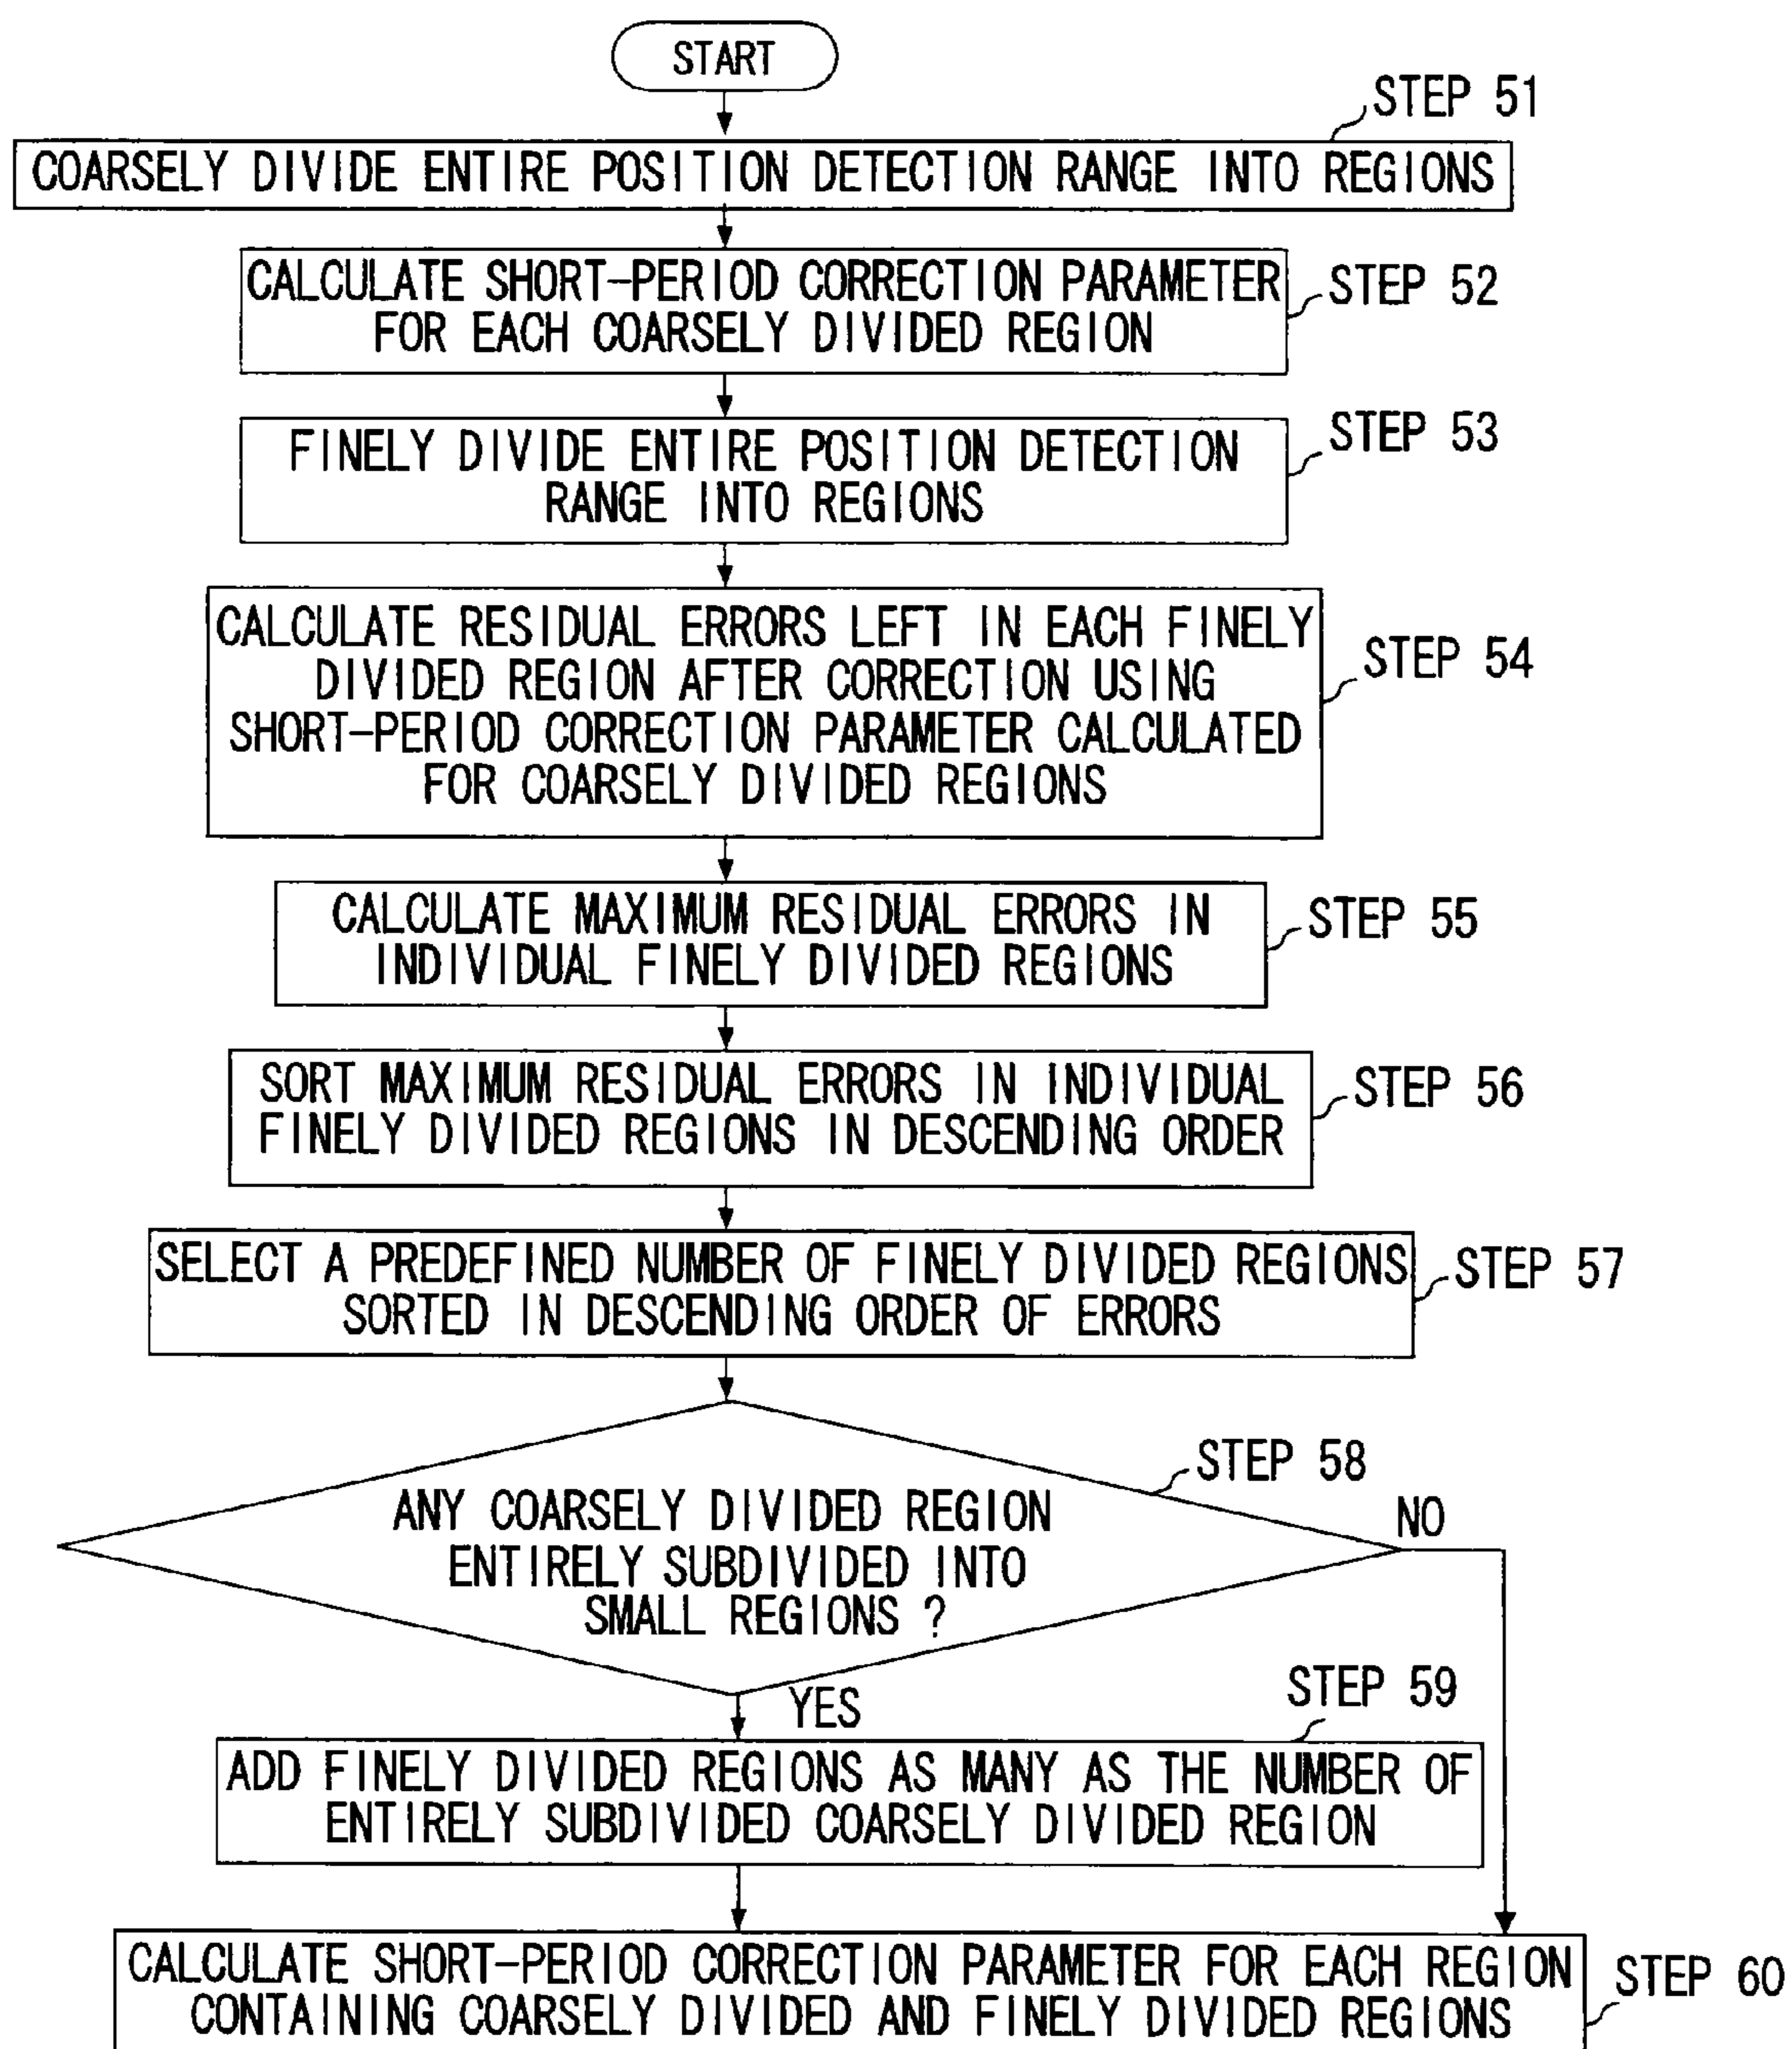 START
STEP 51
COARSELY DIVIDE ENTIRE POSITION DETECTION RANGE INTO REGIONS
CALCULATE SHORT-PERIOD CORRECTION PARAMETER
FOR EACH COARSELY DIVIDED REGION
STEP 52
FINELY DIVIDE ENTIRE POSITION DETECTION
RANGE INTO REGIONS
STEP 53
CALCULATE RESIDUAL ERRORS LEFT IN EACH FINELY
DIVIDED REGION AFTER CORRECTION USING
SHORT-PERIOD CORRECTION PARAMETER CALCULATED
FOR COARSELY DIVIDED REGIONS
STEP 54
CALCULATE MAXIMUM RESIDUAL ERRORS IN
INDIVIDUAL FINELY DIVIDED REGIONS
STEP 55
SORT MAXIMUM RESIDUAL ERRORS IN INDIVIDUAL
FINELY DIVIDED REGIONS IN DESCENDING ORDER
STEP 56
SELECT A PREDEFINED NUMBER OF FINELY DIVIDED REGIONS
SORTED IN DESCENDING ORDER OF ERRORS
STEP 57
STEP 58
ANY COARSELY DIVIDED REGION
ENTIRELY SUBDIVIDED INTO
SMALL REGIONS ?
NO
YES
STEP 59
ADD FINELY DIVIDED REGIONS AS MANY AS THE NUMBER OF
ENTIRELY SUBDIVIDED COARSELY DIVIDED REGION
CALCULATE SHORT-PERIOD CORRECTION PARAMETER FOR EACH REGION
CONTAINING COARSELY DIVIDED AND FINELY DIVIDED REGIONS
STEP 60